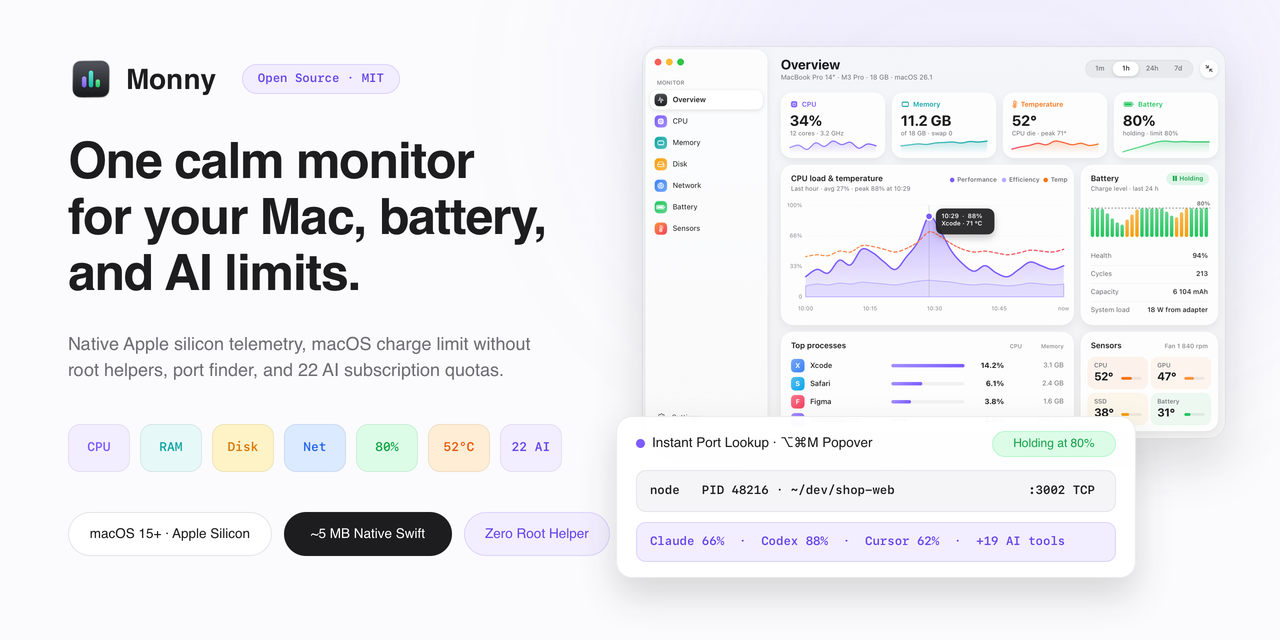 Monny
Open Source · MIT
One calm monitor
for your Mac, battery,
and AI limits.
Native Apple silicon telemetry, macOS charge limit without
root helpers, port finder, and 22 AI subscription quotas.
CPU
RAM
Disk
Net
80%
52°C
22 AI
macOS 15+ · Apple Silicon
~5 MB Native Swift
Zero Root Helper
MONITOR
Overview
CPU
Memory
Disk
Network
Battery
Sensors
Overview
MacBook Pro 14" · M3 Pro · 18 GB · macOS 26.1
1m 1h 24h 7d
CPU
34%
12 cores · 3.2 GHz
Memory
11.2 GB
of 18 GB · swap 0
Temperature
52°
CPU die · peak 71°
Battery
80%
holding · limit 80%
CPU load & temperature
Last hour · avg 27% · peak 88% at 10:29
Performance Efficiency Temp
100%
66%
33%
0
10:29 · 88%
Xcode · 71 °C
10:00 10:15 10:30 10:45 now
Battery
Charge level · last 24 h
Holding
80%
Health 94%
Cycles 213
Capacity 6 104 mAh
System load 18 W from adapter
Top processes CPU Memory
X Xcode 14.2% 3.1 GB
S Safari 6.1% 2.4 GB
F Figma 3.8% 1.6 GB
Sensors Fan 1 840 rpm
CPU
52°
GPU
47°
SSD
38°
Battery
31°
Instant Port Lookup · ⌥⌘M Popover
Holding at 80%
node PID 48216 · ~/dev/shop-web :3002 TCP
Claude 66% · Codex 88% · Cursor 62% · +19 AI tools